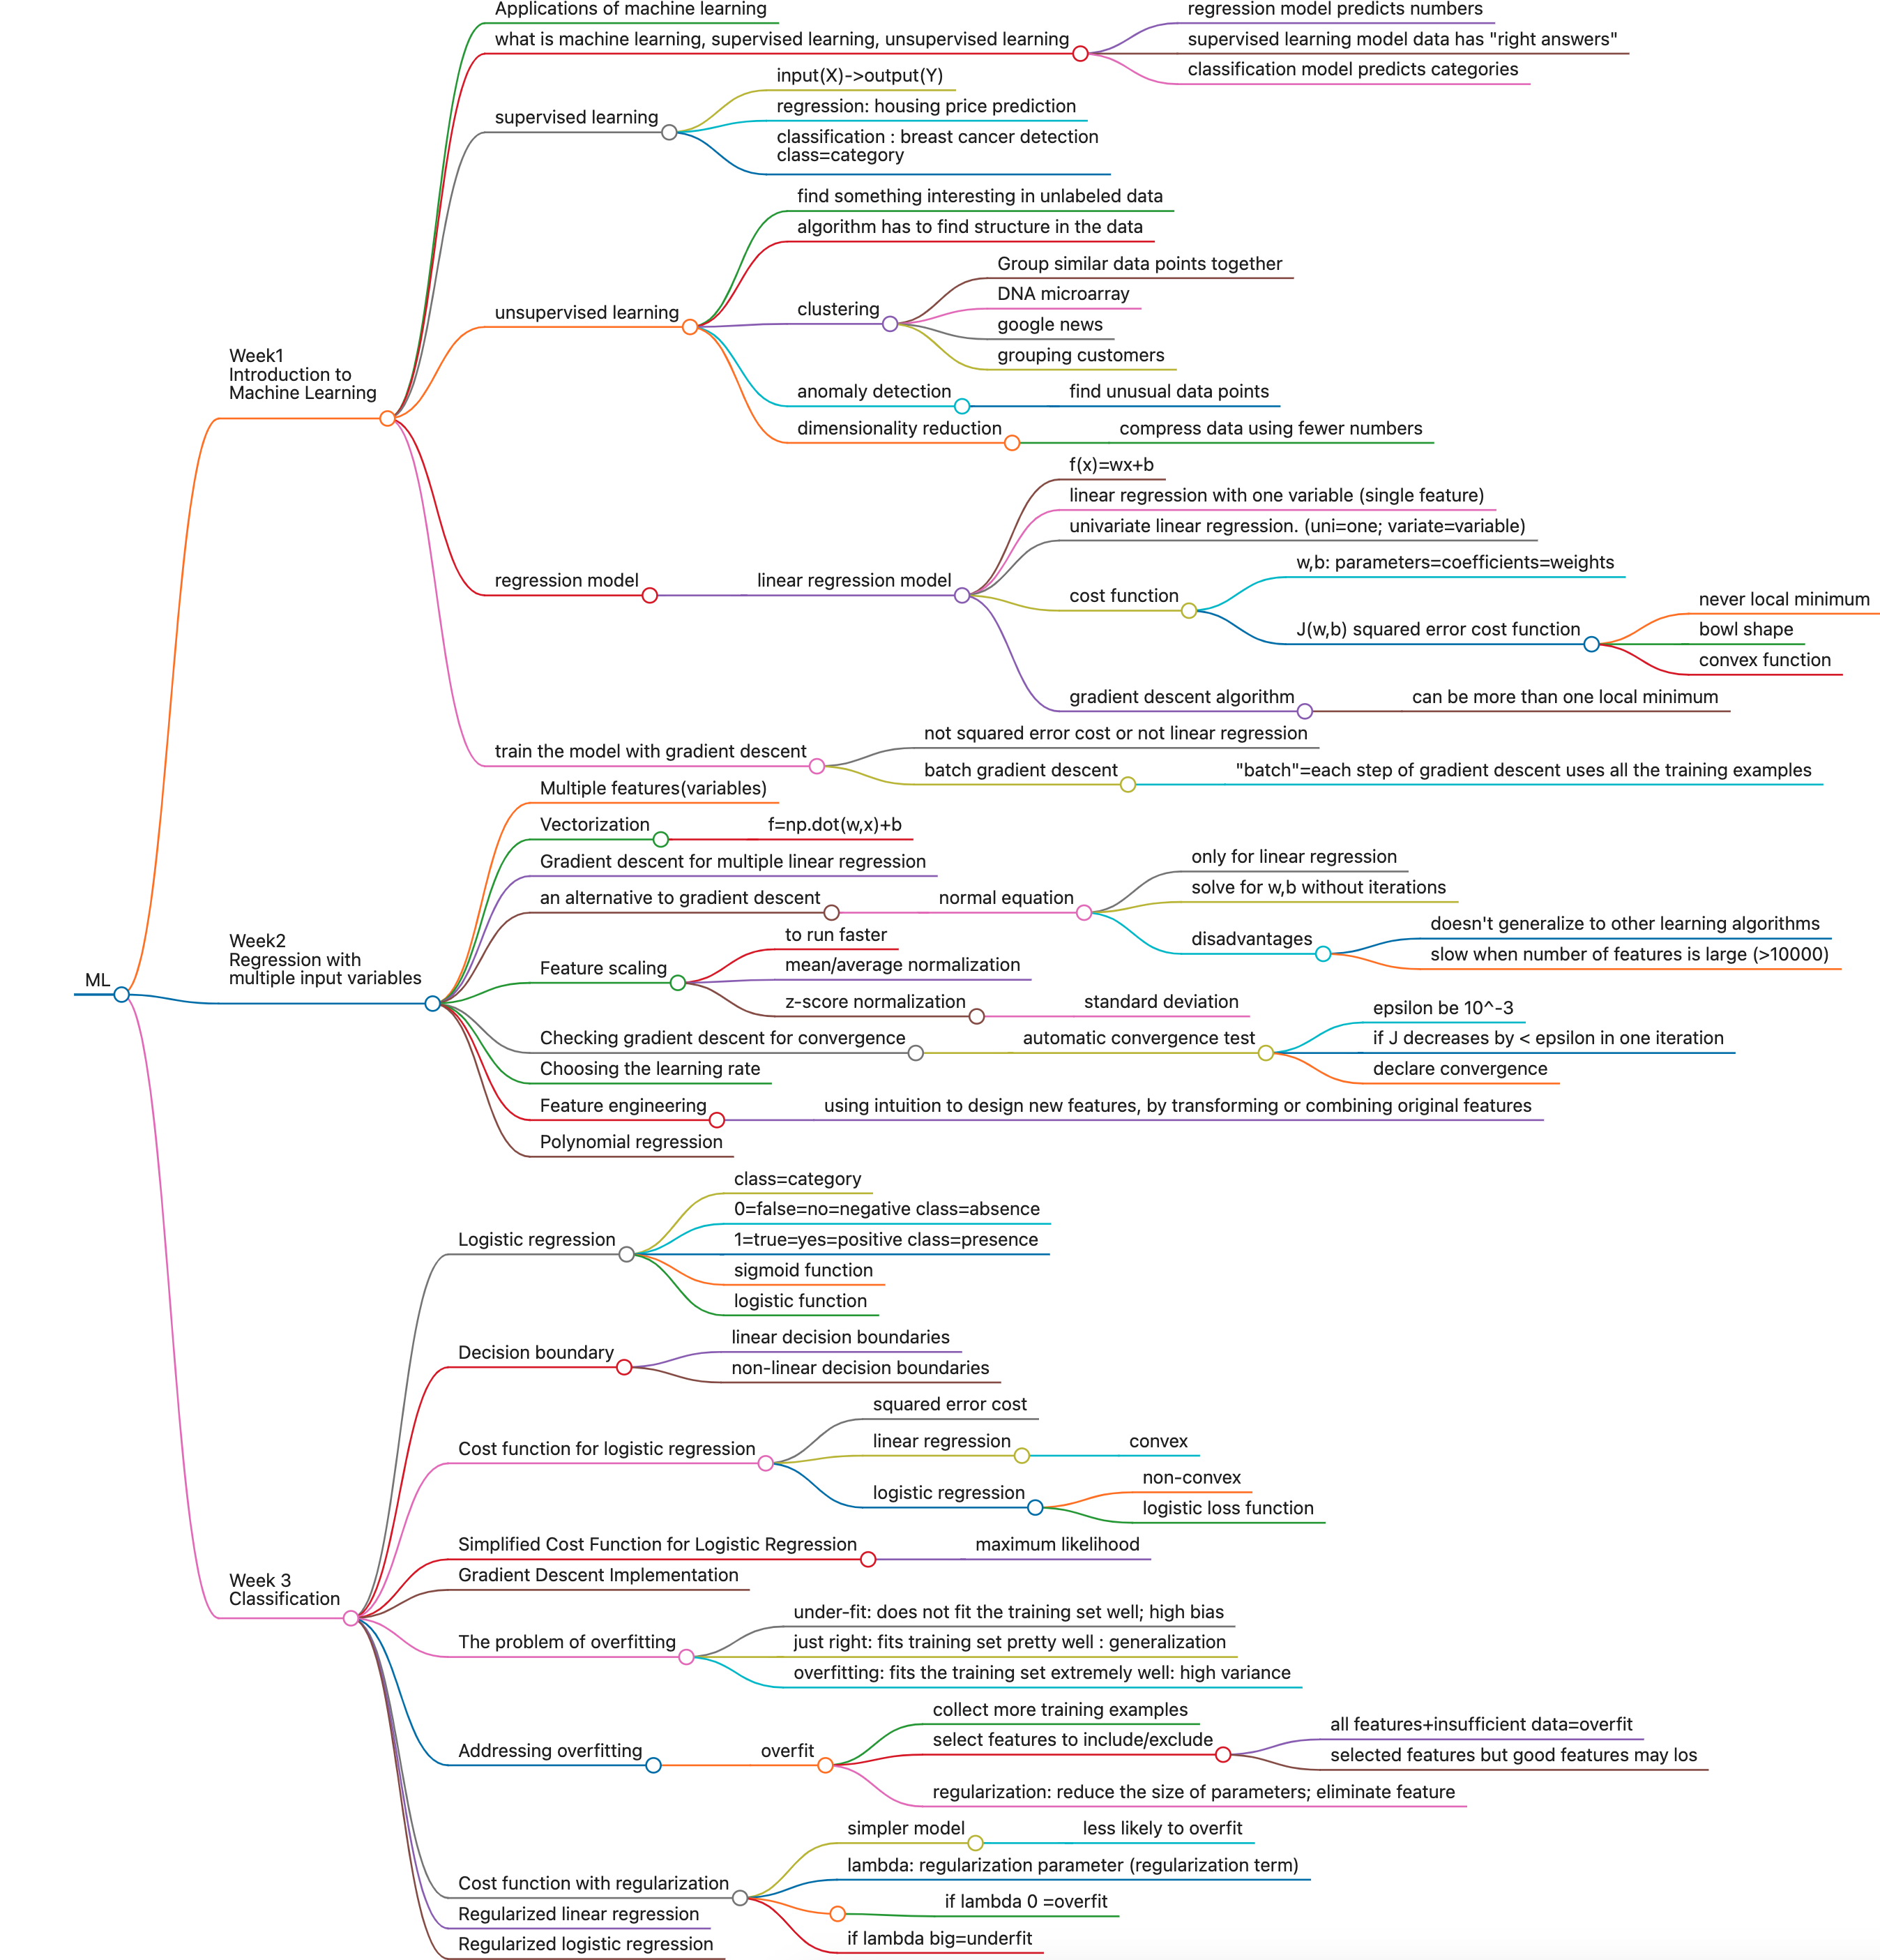 Applications of machine learning
what is machine learning, supervised learning, unsupervised learning
regression model predicts numbers
supervised learning model data has "right answers"
classification model predicts categories
supervised learning
input(X)->output(Y)
regression: housing price prediction
classification : breast cancer detection
class=category
unsupervised learning
find something interesting in unlabeled data
algorithm has to find structure in the data
clustering
Group similar data points together
DNA microarray
google news
grouping customers
anomaly detection
find unusual data points
dimensionality reduction
compress data using fewer numbers
Week1
Introduction to
Machine Learning
regression model
linear regression model
f(x)=wx+b
linear regression with one variable (single feature)
univariate linear regression. (uni=one; variate=variable)
cost function
w,b: parameters=coefficients=weights
J(w,b) squared error cost function
never local minimum
bowl shape
convex function
gradient descent algorithm
can be more than one local minimum
train the model with gradient descent
not squared error cost or not linear regression
batch gradient descent
"batch"=each step of gradient descent uses all the training examples
ML
Week2
Regression with
multiple input variables
Multiple features(variables)
Vectorization
f=np.dot(w,x)+b
Gradient descent for multiple linear regression
an alternative to gradient descent
normal equation
only for linear regression
solve for w,b without iterations
disadvantages
doesn't generalize to other learning algorithms
slow when number of features is large (>10000)
Feature scaling
to run faster
mean/average normalization
z-score normalization
standard deviation
Checking gradient descent for convergence
automatic convergence test
epsilon be 10^-3
if J decreases by < epsilon in one iteration
declare convergence
Choosing the learning rate
Feature engineering
using intuition to design new features, by transforming or combining original features
Polynomial regression
Week 3
Classification
Logistic regression
class=category
0=false=no=negative class=absence
1=true=yes=positive class=presence
sigmoid function
logistic function
Decision boundary
linear decision boundaries
non-linear decision boundaries
Cost function for logistic regression
squared error cost
linear regression
convex
logistic regression
non-convex
logistic loss function
Simplified Cost Function for Logistic Regression
maximum likelihood
Gradient Descent Implementation
The problem of overfitting
under-fit: does not fit the training set well; high bias
just right: fits training set pretty well : generalization
overfitting: fits the training set extremely well: high variance
Addressing overfitting
overfit
collect more training examples
select features to include/exclude
all features+insufficient data=overfit
selected features but good features may los
regularization: reduce the size of parameters; eliminate feature
Cost function with regularization
simpler model
less likely to overfit
lambda: regularization parameter (regularization term)
if lambda 0 =overfit
if lambda big=underfit
Regularized linear regression
Regularized logistic regression